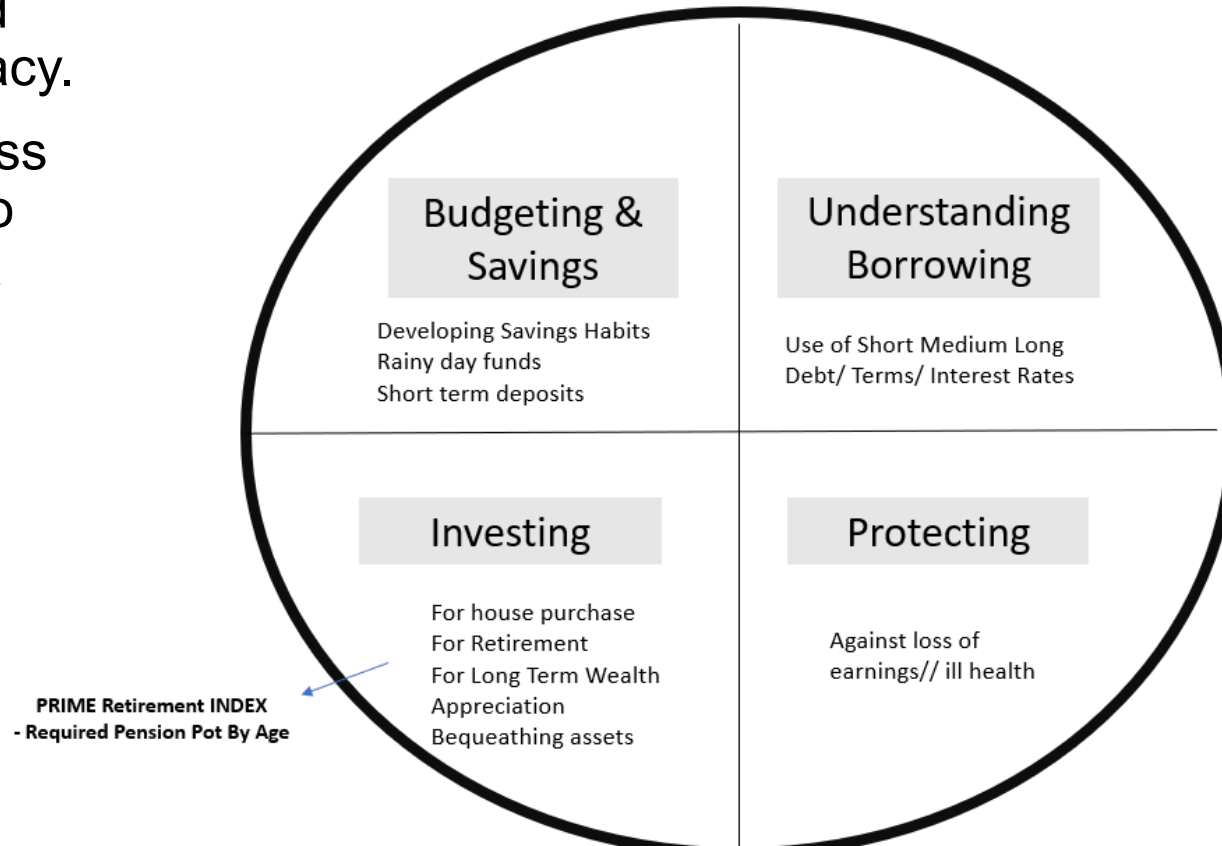 acy.
ss
Budgeting &
Savings
Developing Savings Habits
Rainy day funds
Short term deposits
Understanding
Borrowing
Use of Short Medium Long
Debt/ Terms/ Interest Rates
Investing
For house purchase
For Retirement
For Long Term Wealth
Appreciation
Bequeathing assets
PRIME Retirement INDEX
- Required Pension Pot By Age
Protecting
Against loss of
earnings// ill health